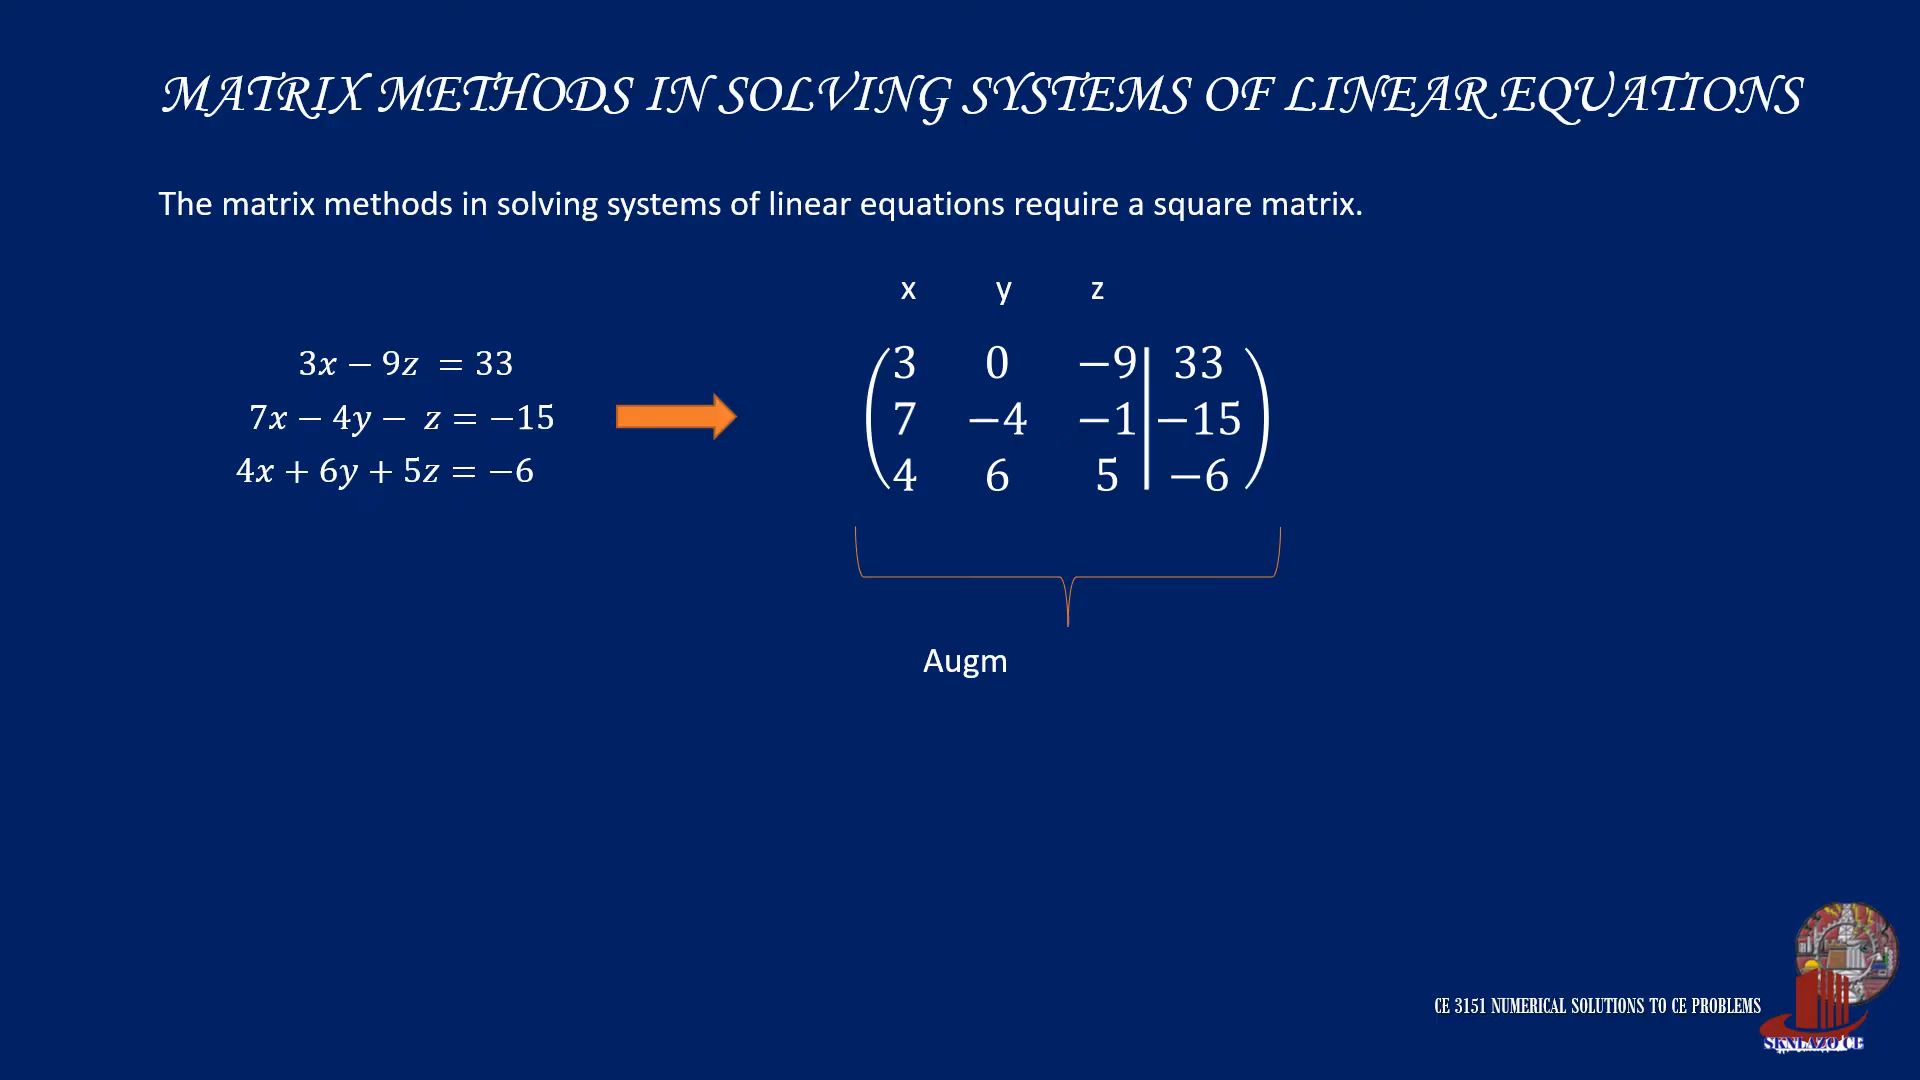 MATRIX METHODS IN SOLVING SYSTEMS OF LINEAR EQUATIONS
The matrix methods in solving systems of linear equations require a square matrix.
x y z
3x − 9z = 33
7x − 4y − z = −15
4x + 6y + 5z = −6
3 0 −9 33
7 −4 −1 −15
4 6 5 −6
Augm
CE 3151 NUMERICAL SOLUTIONS TO CE PROBLEMS
SKNLAZO CE